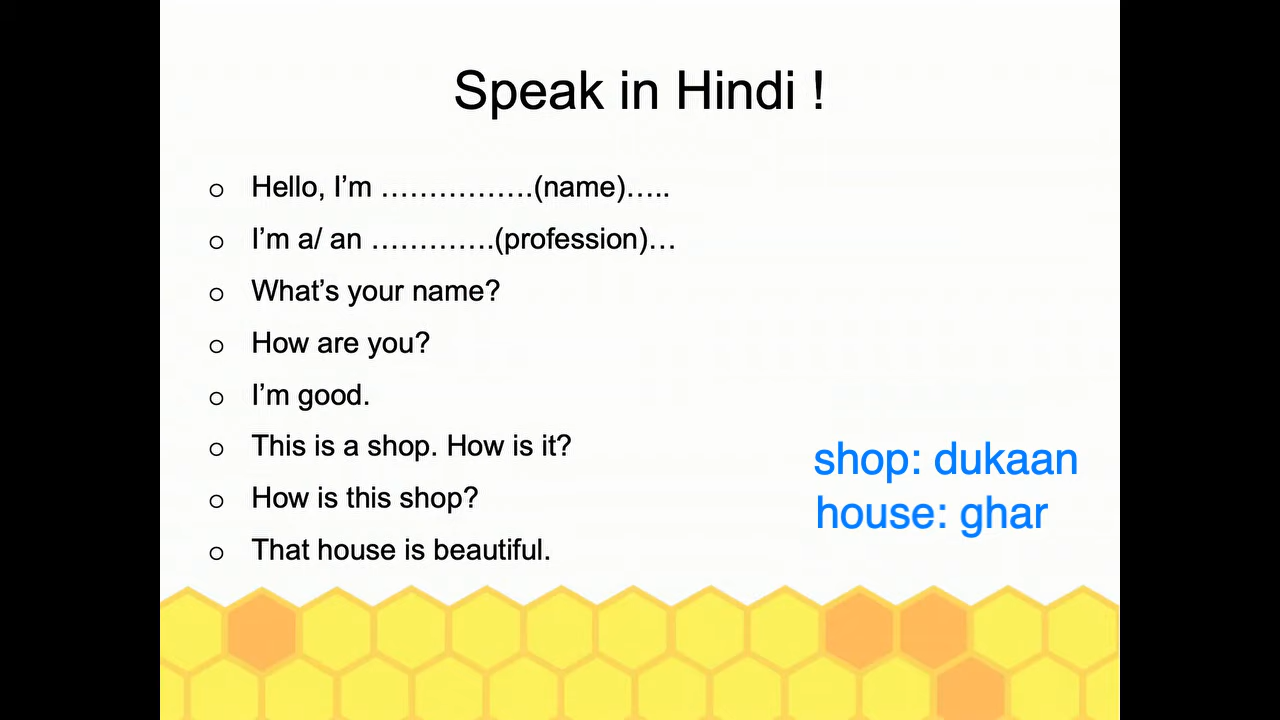 Speak in Hindi !
Hello, I’m …………….(name)…..
I’m a/ an ………….(profession)…
What’s your name?
How are you?
I’m good.
This is a shop. How is it?
How is this shop?
That house is beautiful.
shop: dukaan
house: ghar